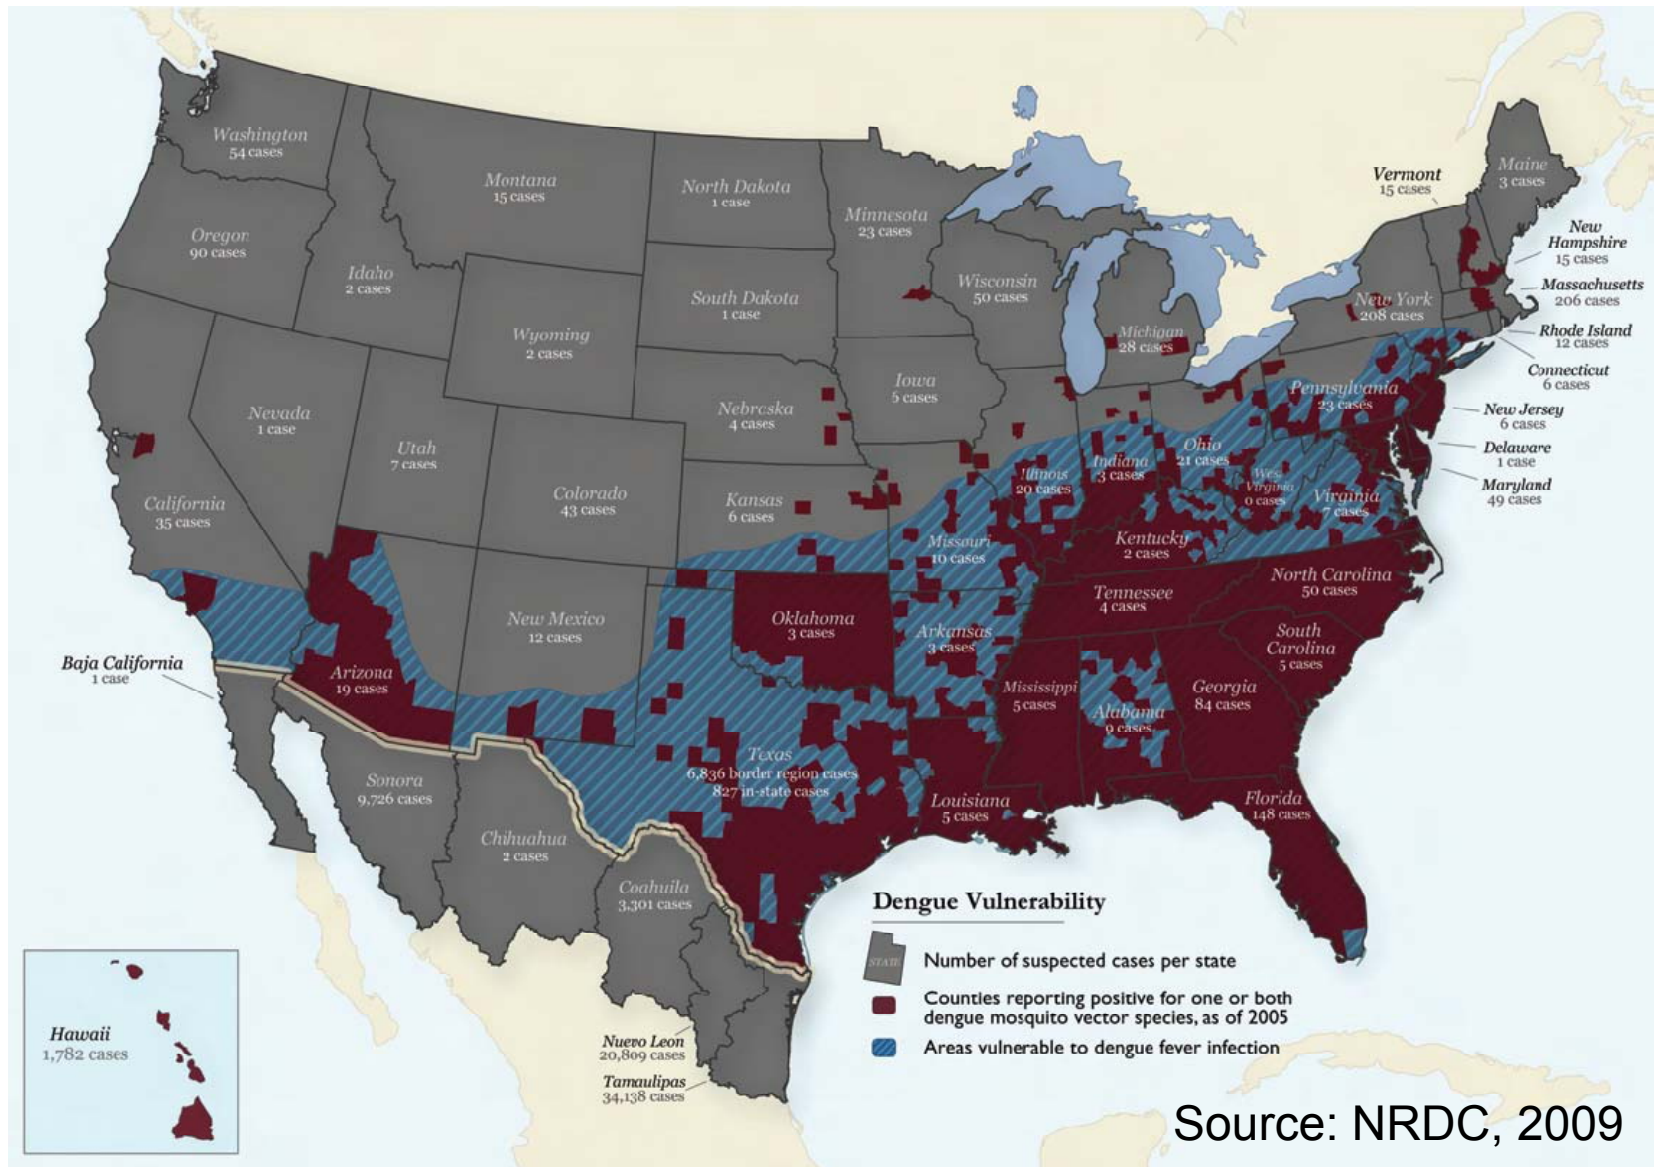 Washington
54 cases
Montana
15 cases
North Dakota
1 case
Minnesota
23 cases
Vermont
15 cases
Maine
3 cases
Oregon
90 cases
Idaho
2 cases
South Dakota
1 case
Wisconsin
50 cases
New
Hampshire
15 cases
Massachusetts
206 cases
New York
208 cases
Wyoming
2 cases
Michigan
28 cases
Rhode Island
12 cases
Connecticut
6 cases
Iowa
5 cases
Pennsylvania
23 cases
Nevada
1 case
Nebraska
4 cases
New Jersey
6 cases
Utah
7 cases
Delaware
1 case
Ohio
21 cases
Indiana
3 cases
Illinois
20 cases
Maryland
49 cases
California
35 cases
Colorado
43 cases
Kansas
6 cases
West
Virginia
0 cases
Virginia
7 cases
Missouri
10 cases
Kentucky
2 cases
Tennessee
4 cases
North Carolina
50 cases
New Mexico
12 cases
Oklahoma
3 cases
Arkansas
3 cases
South
Carolina
5 cases
Baja California
1 case
Arizona
19 cases
Mississippi
5 cases
Alabama
9 cases
Georgia
84 cases
Texas
6,836 border region cases
827 in-state cases
Sonora
9,726 cases
Louisiana
5 cases
Florida
148 cases
Chihuahua
2 cases
Coahuila
3,301 cases
Dengue Vulnerability
STATE
Number of suspected cases per state
Counties reporting positive for one or both
dengue mosquito vector species, as of 2005
Areas vulnerable to dengue fever infection
Hawaii
1,782 cases
Nuevo Leon
20,809 cases
Tamaulipas
34,138 cases
Source: NRDC, 2009